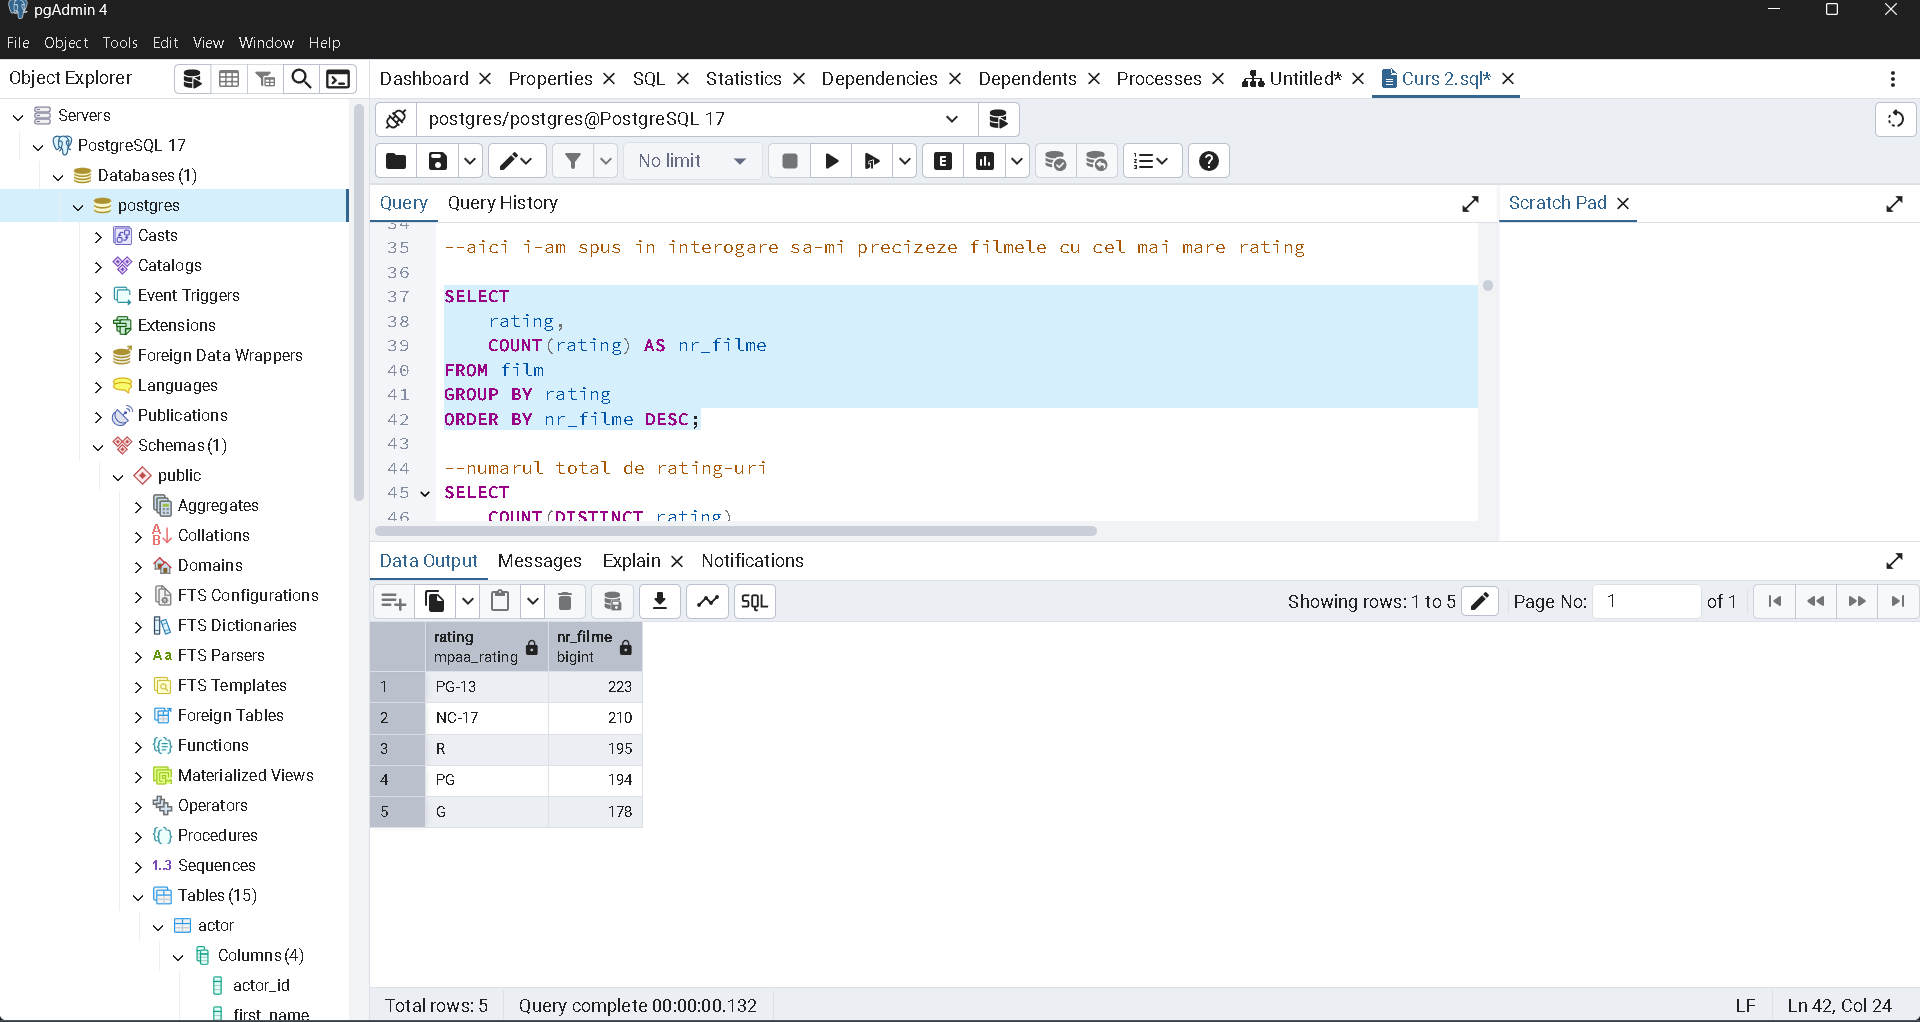 pgAdmin 4
File Object Tools Edit View Window Help
Object Explorer
Dashboard Properties SQL Statistics Dependencies Dependents Processes Untitled* Curs 2.sql*
Servers
PostgreSQL 17
Databases (1)
postgres
Casts
Catalogs
Event Triggers
Extensions
Foreign Data Wrappers
Languages
Publications
Schemas (1)
public
Aggregates
Collations
Domains
FTS Configurations
FTS Dictionaries
Aa FTS Parsers
FTS Templates
Foreign Tables
Functions
Materialized Views
Operators
Procedures
1..3 Sequences
Tables (15)
actor
Columns (4)
actor_id
first_name
postgres/postgres@PostgreSQL 17
No limit
E
Query Query History
Scratch Pad
34
35 --aici i-am spus in interogare sa-mi precizeze filmele cu cel mai mare rating
36
37 SELECT
38 rating,
39 COUNT(rating) AS nr_filme
40 FROM film
41 GROUP BY rating
42 ORDER BY nr_filme DESC;
43
44 --numarul total de rating-uri
45 SELECT
46 COUNT(DISTINCT rating)
Data Output Messages Explain Notifications
SQL
Showing rows: 1 to 5
Page No: 1 of 1
rating nr_filme
mpaa_rating bigint
1 PG-13 223
2 NC-17 210
3 R 195
4 PG 194
5 G 178
Total rows: 5 Query complete 00:00:00.132
LF Ln 42, Col 24